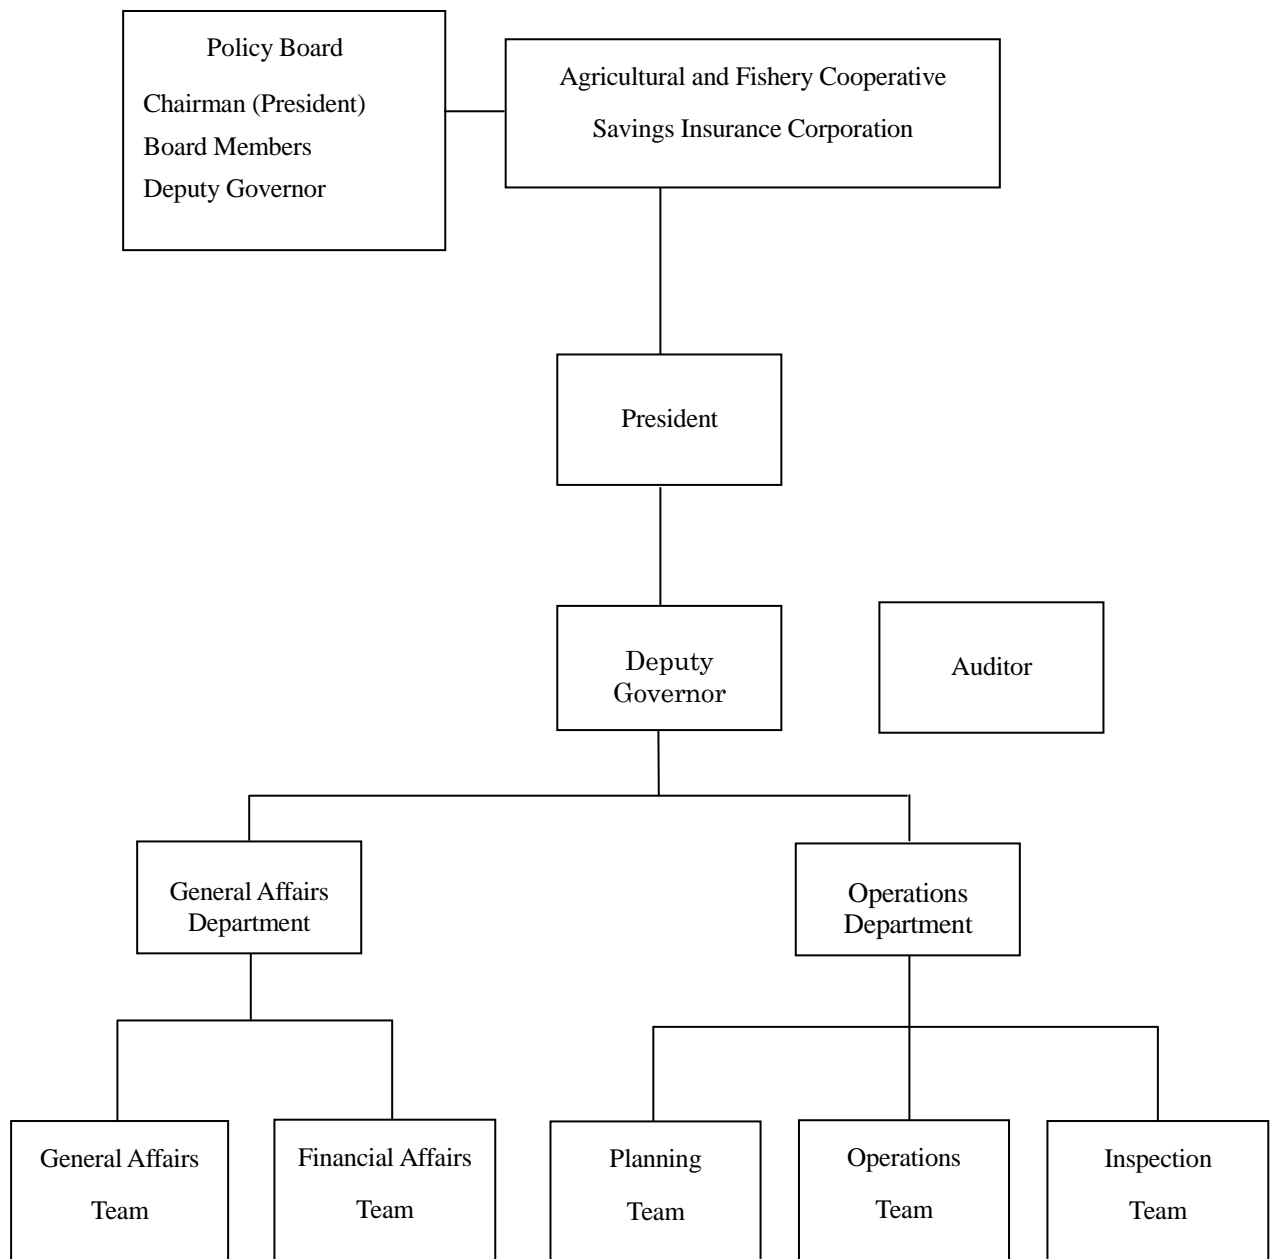 Policy Board
Chairman (President)
Board Members
Deputy Governor
Agricultural and Fishery Cooperative
Savings Insurance Corporation
President
Deputy
Governor
Auditor
General Affairs
Department
Operations
Department
General Affairs
Team
Financial Affairs
Team
Planning
Team
Operations
Team
Inspection
Team